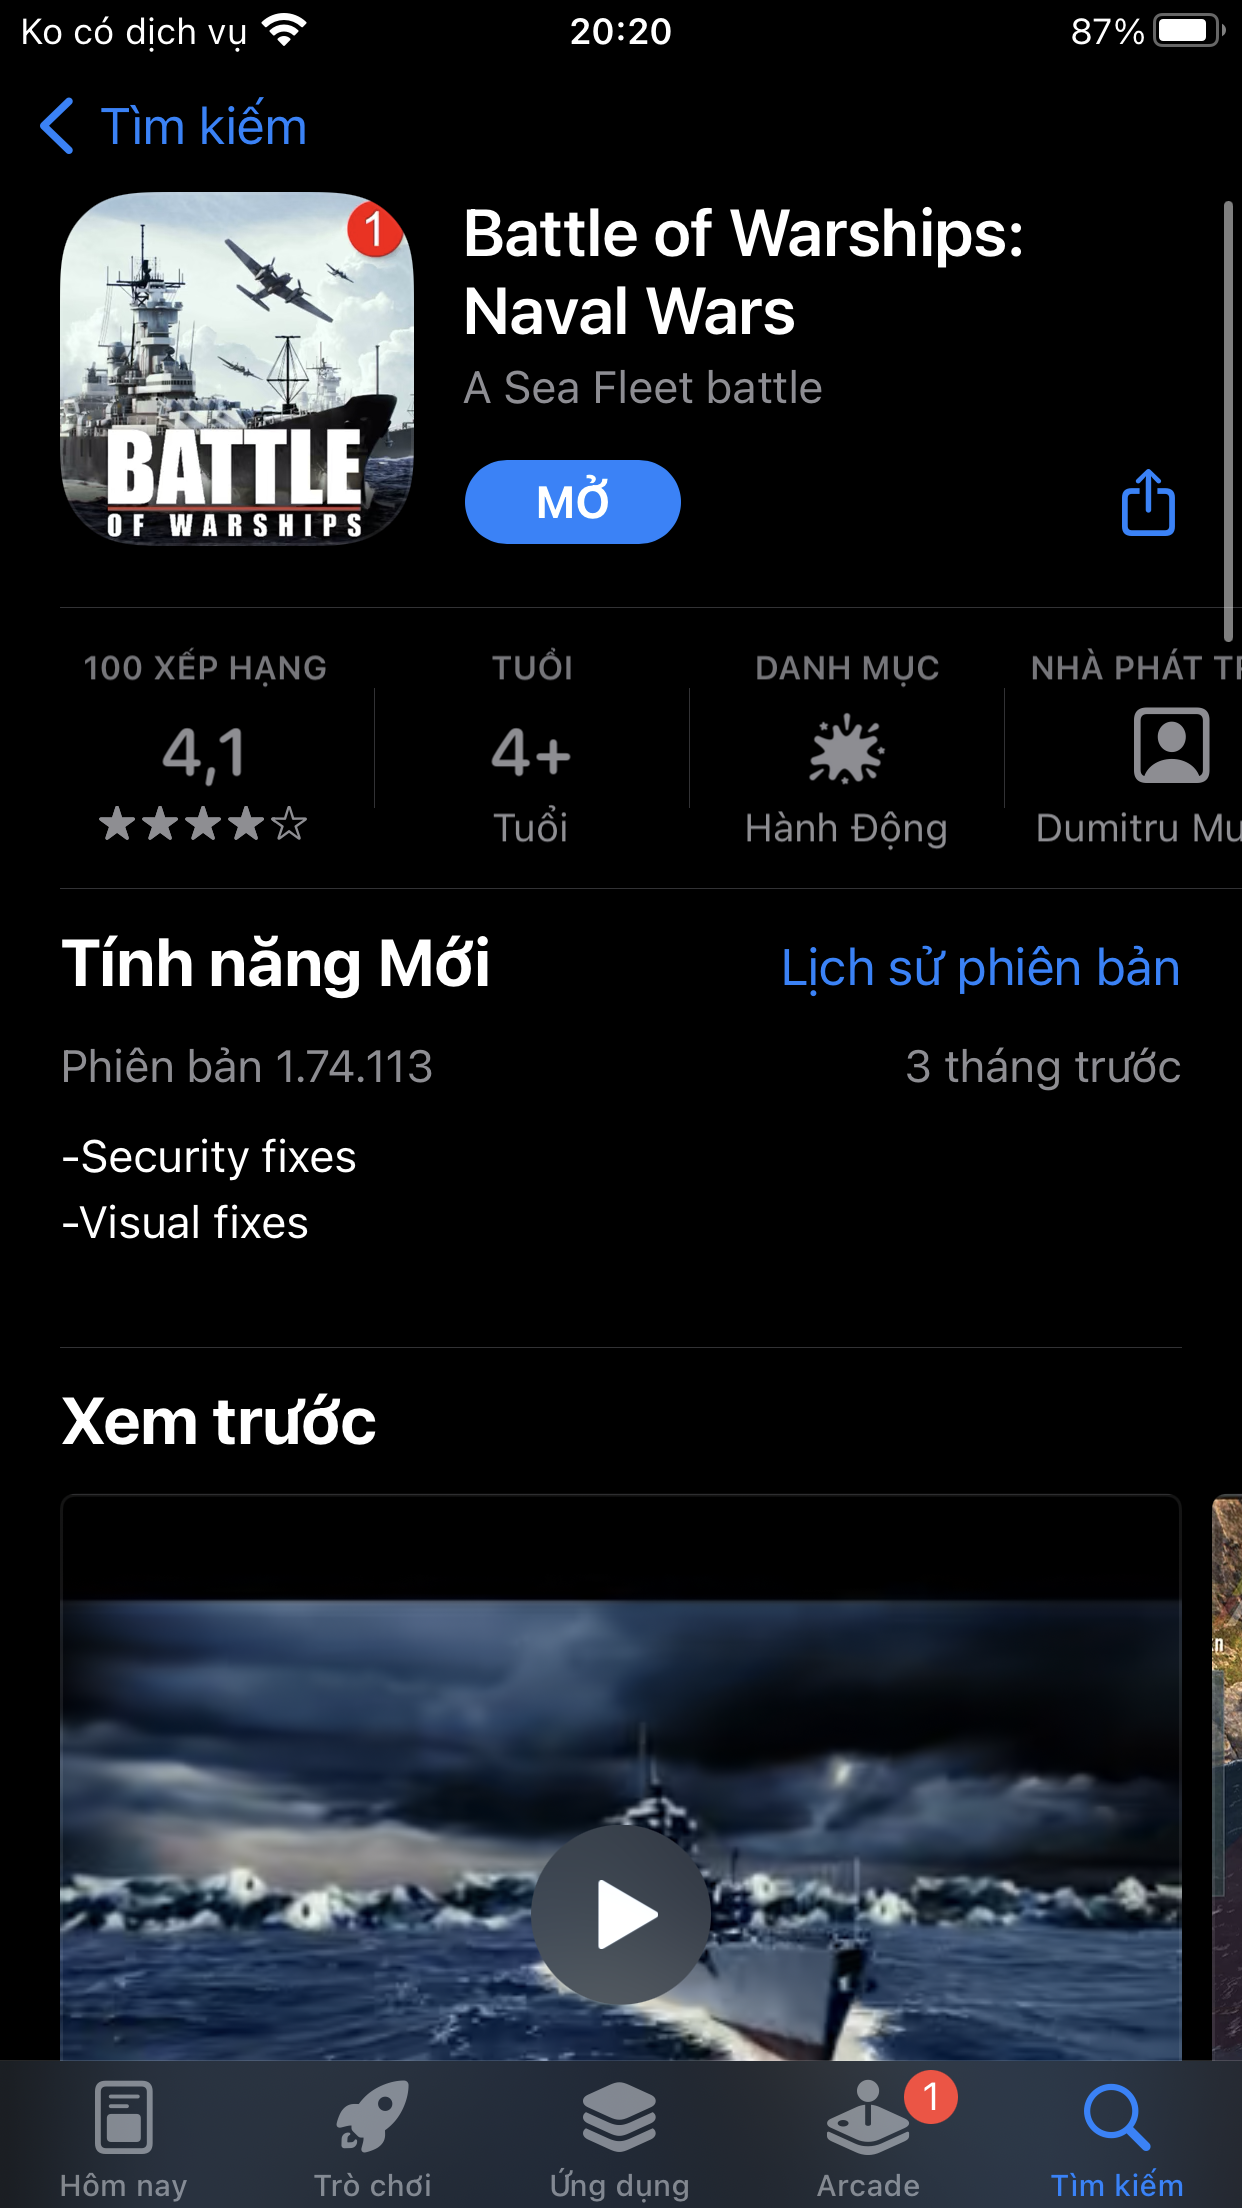 Ko có dịch vụ
20:20
87%
Tìm kiếm
1
BATTLE
OF WARSHIPS
Battle of Warships:
Naval Wars
A Sea Fleet battle
MỞ
100 XẾP HẠNG
4,1
TUỔI
4+
Tuổi
DANH MỤC
Hành Động
NHÀ PHÁT TR
Dumitru Mu
Tính năng Mới
Lịch sử phiên bản
Phiên bản 1.74.113
3 tháng trước
-Security fixes
-Visual fixes
Xem trước
Hôm nay
Trò chơi
Ứng dụng
1
Arcade
Tìm kiếm